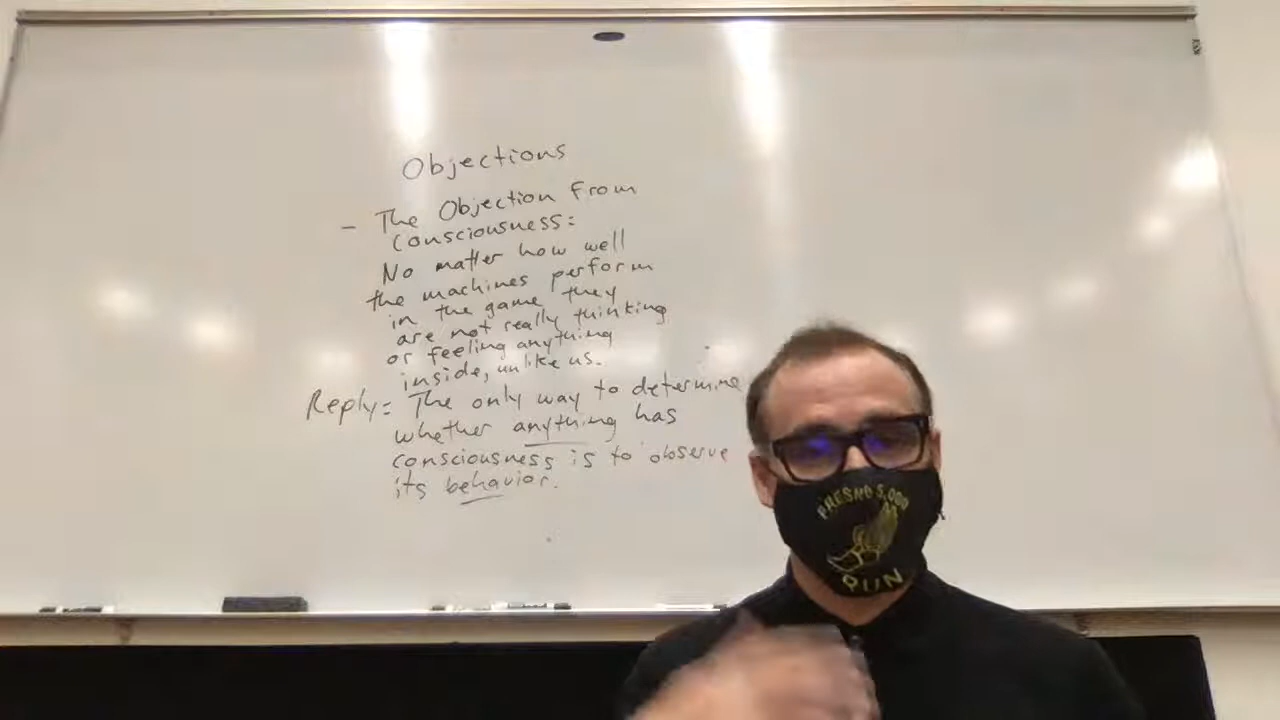 Objections
- The Objection from
Consciousness:
No matter how well
the machines perform
in the game they
are not really thinking
or feeling anything
inside, unlike us.
Reply: The only way to determine
whether anything has
consciousness is to observe
its behavior.
FRESNO 5,000
RUN